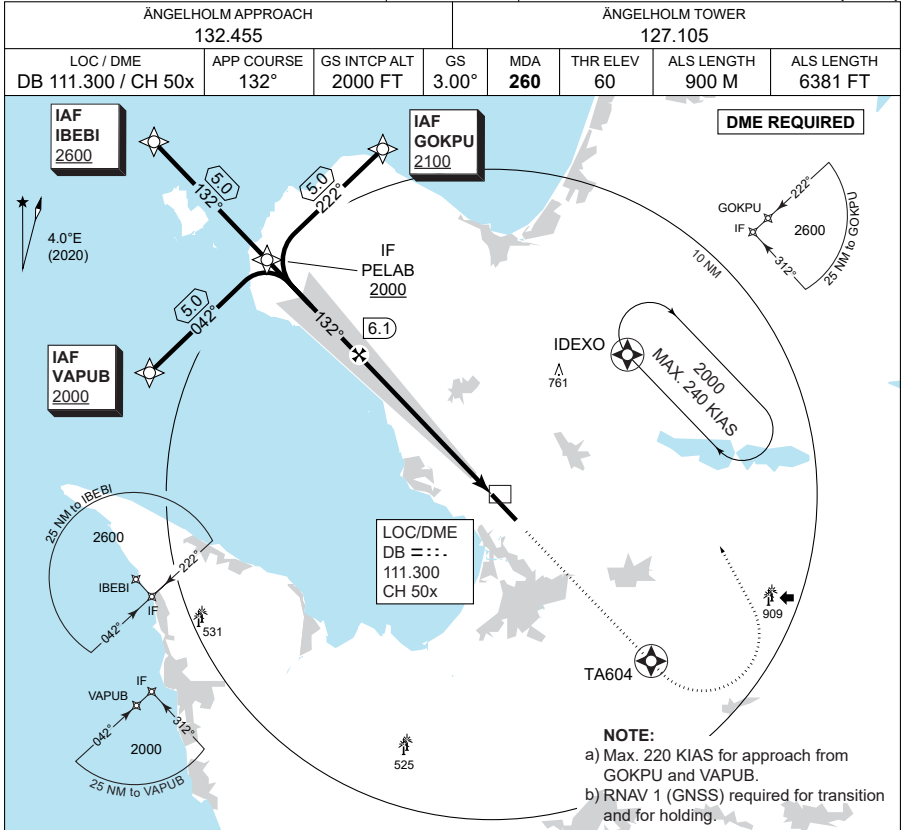 ÄNGELHOLM APPROACH
132.455
ÄNGELHOLM TOWER
127.105
LOC / DME
DB 111.300 / CH 50x
APP COURSE
132°
GS INTCP ALT
2000 FT
GS
3.00°
MDA
260
THR ELEV
60
ALS LENGTH
900 M
ALS LENGTH
6381 FT
IAF
IBEBI
2600
IAF
GOKPU
2100
DME REQUIRED
5.0
132°
5.0
222°
4.0°E
(2020)
GOKPU
IF
222°
312°
2600
25 NM to GOKPU
IF
PELAB
2000
10 NM
5.0
042°
132°
6.1
IAF
VAPUB
2000
IDEXO
2000
MAX. 240 KIAS
761
25 NM to IBEBI
2600
IBEBI
IF
222°
042°
LOC/DME
DB
111.300
CH 50x
531
909
TA604
VAPUB
IF
042°
312°
2000
25 NM to VAPUB
525
NOTE:
a) Max. 220 KIAS for approach from
GOKPU and VAPUB.
b) RNAV 1 (GNSS) required for transition
and for holding.